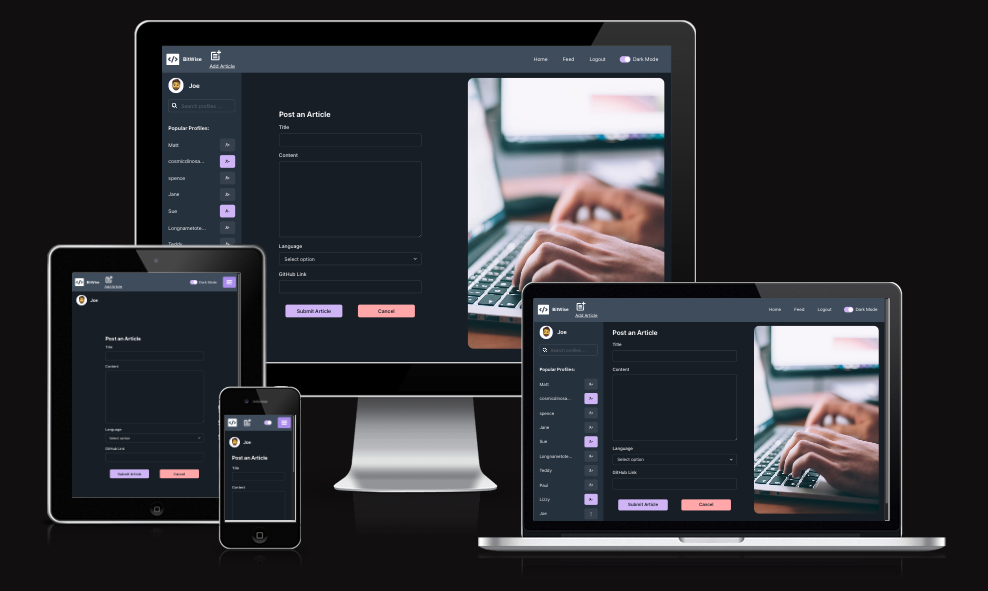 BitWise
Add Article
Home Feed Logout Dark Mode
Joe
Search profiles ...
Popular Profiles:
Matt
cosmicdinosa...
spence
Jane
Sue
Longnametote...
Teddy
Post an Article
Title
Content
Language
Select option
GitHub Link
Submit Article Cancel
BitWise
Add Article
Dark Mode
Joe
Post an Article
Title
Content
Language
Select option
GitHub Link
Submit Article Cancel
Joe
Post an Article
Title
Content
BitWise
Add Article
Home Feed Logout Dark Mode
Joe
Search profiles ...
Popular Profiles:
Matt
cosmicdinosa...
spence
Jane
Sue
Longnametote...
Teddy
Paul
Lizzy
Joe
Post an Article
Title
Content
Language
Select option
GitHub Link
Submit Article Cancel